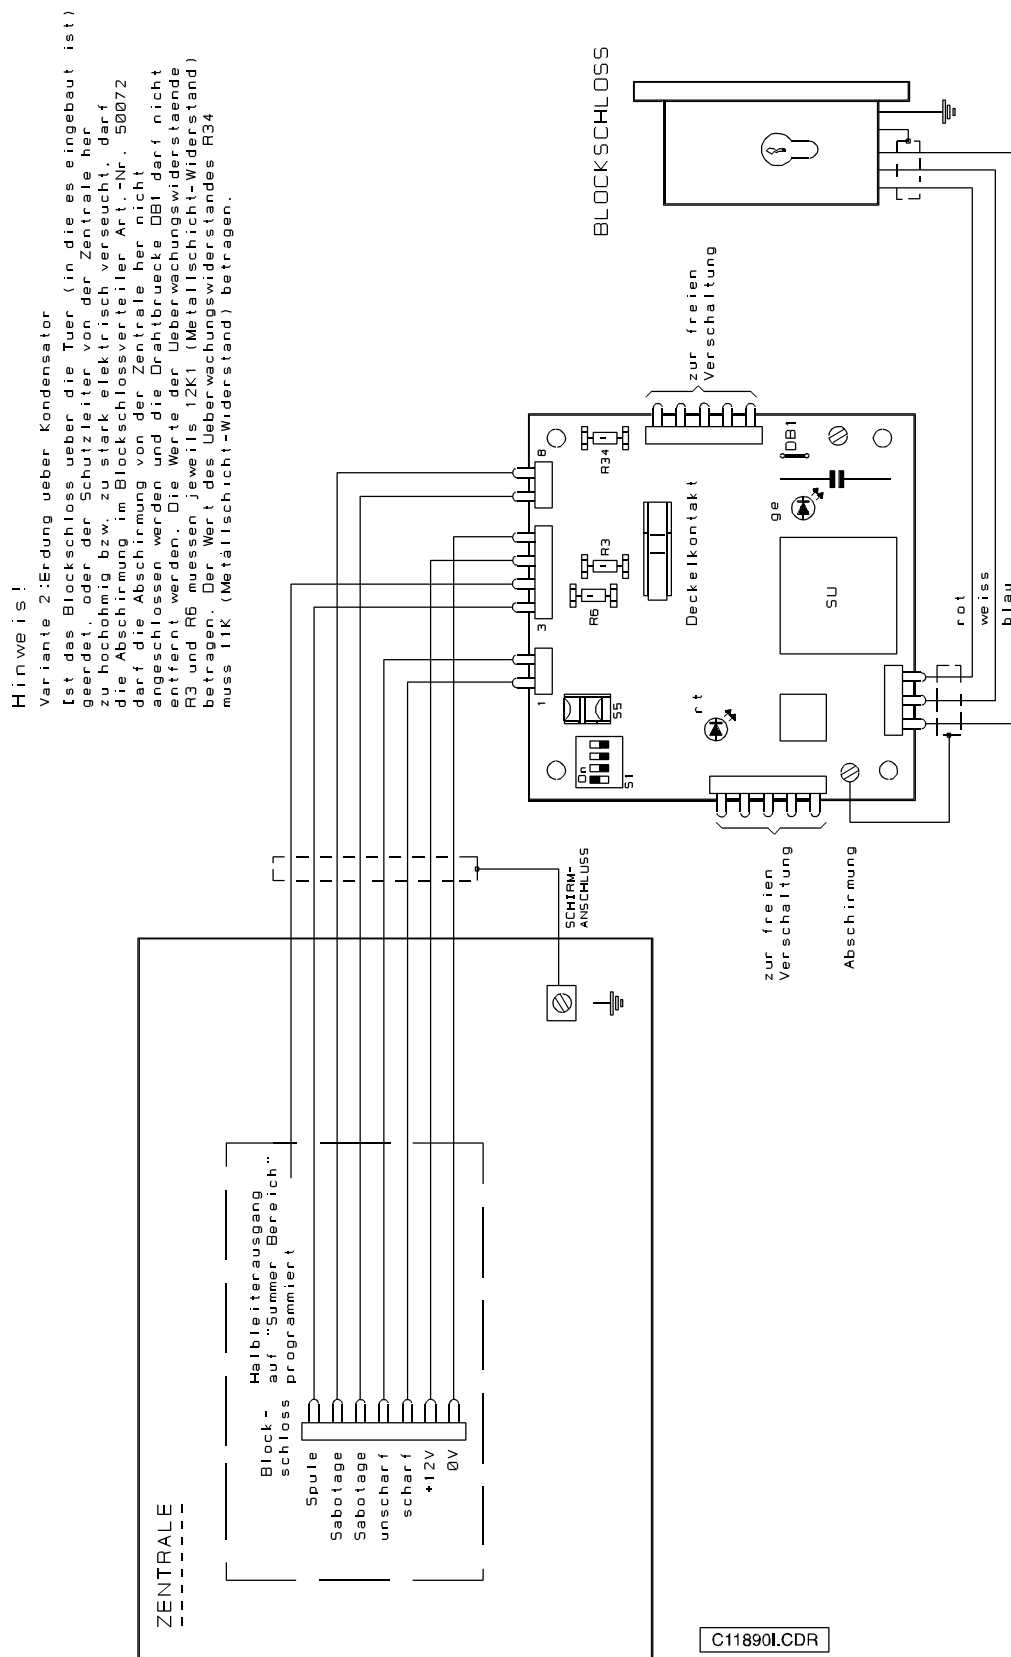 Hinweis!
Variante 2:Erdung ueber Kondensator
Ist das Blockschloss ueber die Tuer (in die es eingebaut ist)
geerdet, oder der Schutzleiter von der Zentrale her
zu hochohmig bzw. zu stark elektrisch verseucht, darf
die Abschirmung im Blockschlossverteiler Art.-Nr. 50072
darf die Abschirmung von der Zentrale her nicht
angeschlossen werden und die Drahtbruecke DB1 darf nicht
entfernt werden. Die Werte der Ueberwachungswiderstaende
R3 und R6 muessen jeweils 12K1 (Metallschicht-Widerstand)
betragen. Der Wert des Ueberwachungswiderstandes R34
muss 11K (Metallschicht-Widerstand) betragen.
ZENTRALE
Block-
schloss
Halbleiterausgang
auf "Summer Bereich"
programmiert
Spule
Sabotage
Sabotage
unscharf
scharf
+12V
0V
SCHIRM-
ANSCHLUSS
1
3
8
S1
On
S5
R6
R3
R34
rt
Deckelkontakt
ge
DB1
SU
zur freien
Verschaltung
zur freien
Verschaltung
Abschirmung
BLOCKSCHLOSS
rot
weiss
blau
C11890I.CDR